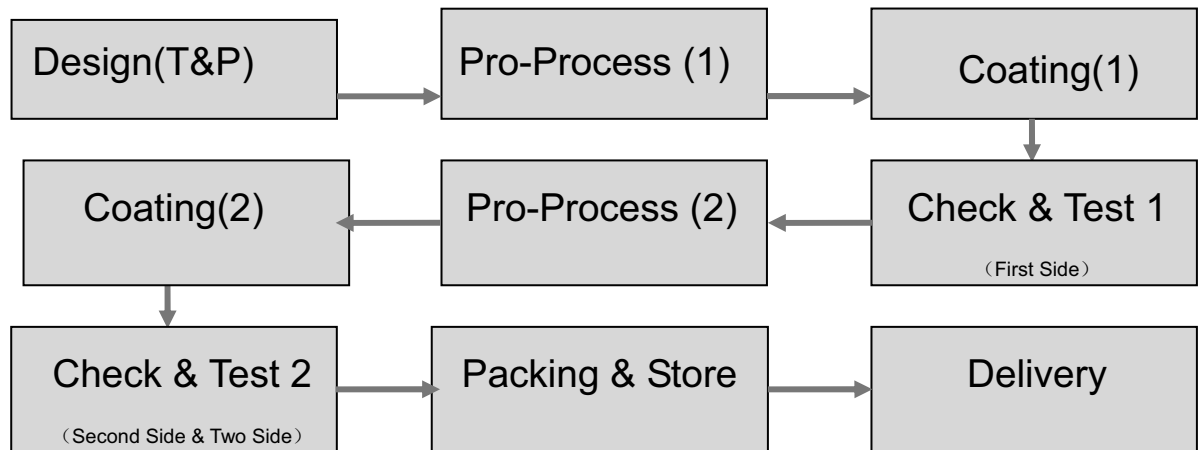 Design(T&P)
Pro-Process (1)
Coating(1)
Check & Test 1
（First Side）
Pro-Process (2)
Coating(2)
Check & Test 2
（Second Side & Two Side）
Packing & Store
Delivery